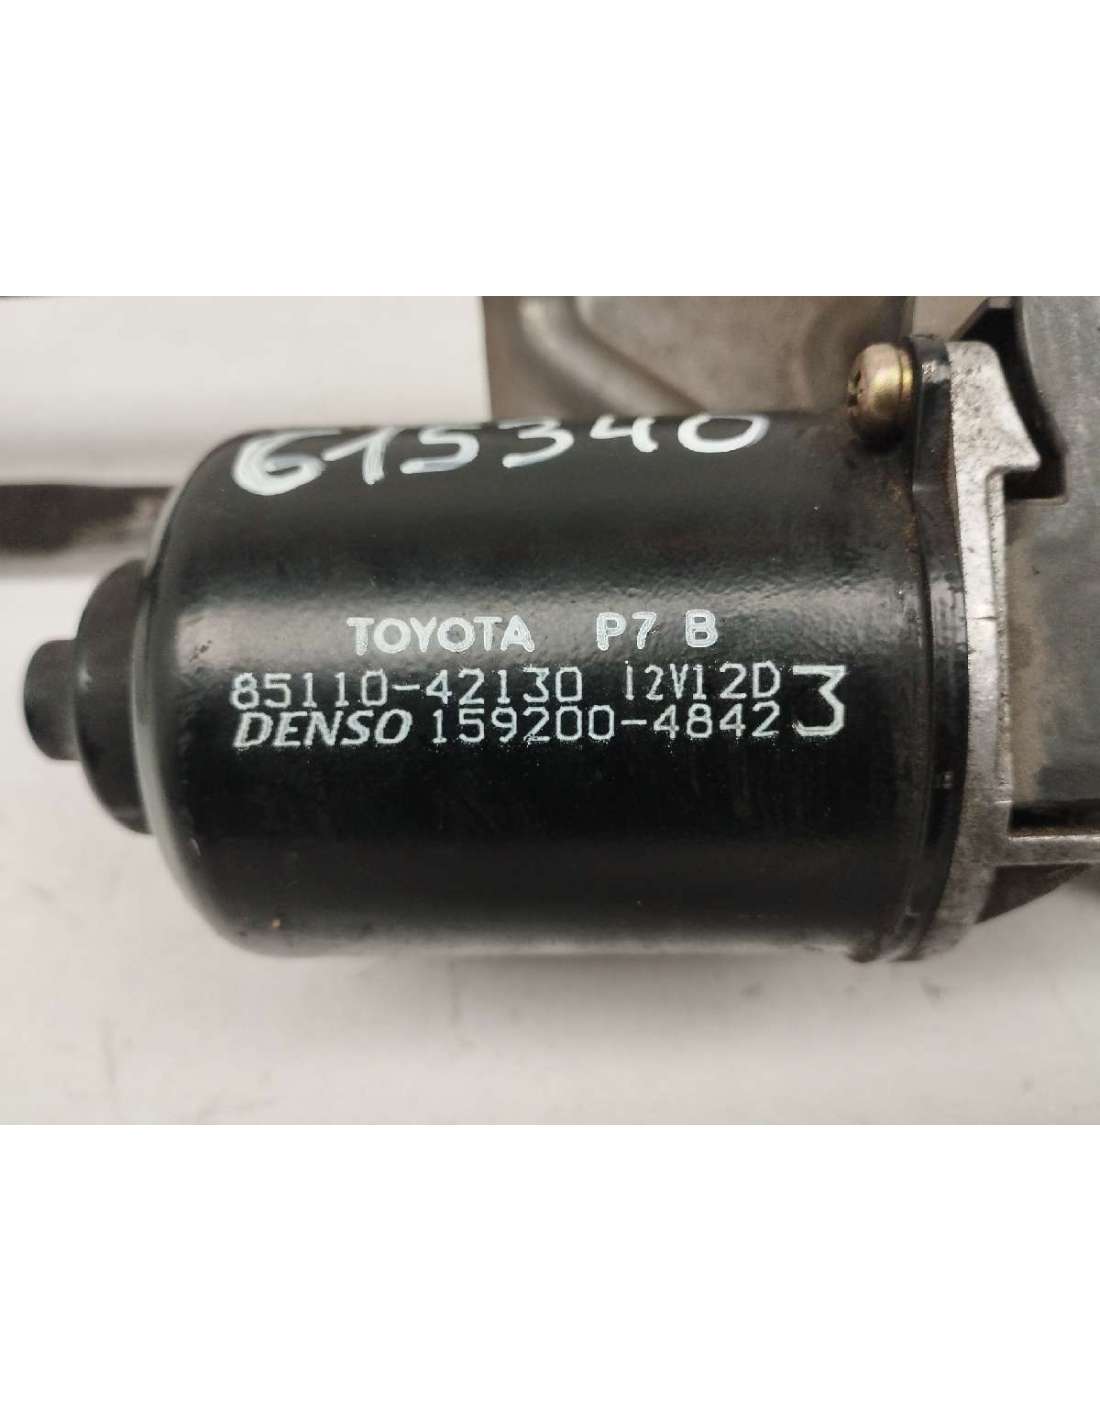 615340
TOYOTA P7 B
85110-42130 12V12D 3
DENSO 159200-4842